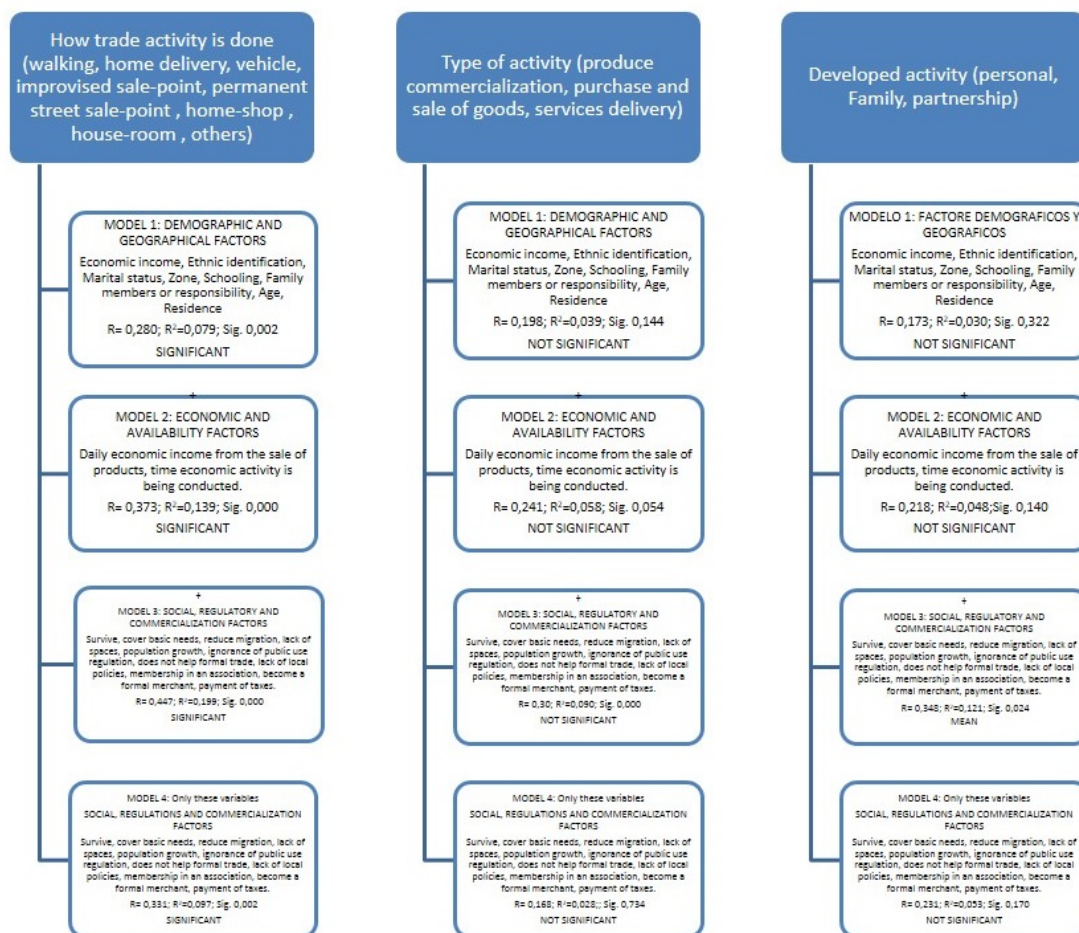 How trade activity is done
(walking, home delivery, vehicle,
improvised sale-point, permanent
street sale-point , home-shop ,
house-room , others)
MODEL 1: DEMOGRAPHIC AND
GEOGRAPHICAL FACTORS
Economic income, Ethnic identification,
Marital status, Zone, Schooling, Family
members or responsibility, Age,
Residence
R= 0,280; R²=0,079; Sig. 0,002
SIGNIFICANT
+
MODEL 2: ECONOMIC AND
AVAILABILITY FACTORS
Daily economic income from the sale of
products, time economic activity is
being conducted.
R= 0,373; R²=0,139; Sig. 0,000
SIGNIFICANT
+
MODEL 3: SOCIAL, REGULATORY AND
COMMERCIALIZATION FACTORS
Survive, cover basic needs, reduce migration, lack of
spaces, population growth, ignorance of public use
regulation, does not help formal trade, lack of local
policies, membership in an association, become a
formal merchant, payment of taxes.
R= 0,447; R²=0,199; Sig. 0,000
SIGNIFICANT
MODEL 4: Only these variables
SOCIAL, REGULATIONS AND COMMERCIALIZATION
FACTORS
Survive, cover basic needs, reduce migration, lack of
spaces, population growth, ignorance of public use
regulation, does not help formal trade, lack of local
policies, membership in an association, become a
formal merchant, payment of taxes.
R= 0,331; R²=0,097; Sig. 0,002
SIGNIFICANT
Type of activity (produce
commercialization, purchase and
sale of goods, services delivery)
MODEL 1: DEMOGRAPHIC AND
GEOGRAPHICAL FACTORS
Economic income, Ethnic identification,
Marital status, Zone, Schooling, Family
members or responsibility, Age,
Residence
R= 0,198; R²=0,039; Sig. 0,144
NOT SIGNIFICANT
+
MODEL 2: ECONOMIC AND
AVAILABILITY FACTORS
Daily economic income from the sale of
products, time economic activity is
being conducted.
R= 0,241; R²=0,058; Sig. 0,054
NOT SIGNIFICANT
+
MODEL 3: SOCIAL, REGULATORY AND
COMMERCIALIZATION FACTORS
Survive, cover basic needs, reduce migration, lack of
spaces, population growth, ignorance of public use
regulation, does not help formal trade, lack of local
policies, membership in an association, become a
formal merchant, payment of taxes.
R= 0,30; R²=0,090; Sig. 0,000
NOT SIGNIFICANT
MODEL 4: Only these variables
SOCIAL, REGULATIONS AND COMMERCIALIZATION
FACTORS
Survive, cover basic needs, reduce migration, lack of
spaces, population growth, ignorance of public use
regulation, does not help formal trade, lack of local
policies, membership in an association, become a
formal merchant, payment of taxes.
R= 0,168; R²=0,028;; Sig. 0,734
NOT SIGNIFICANT
Developed activity (personal,
Family, partnership)
MODELO 1: FACTORE DEMOGRAFICOS Y
GEOGRAFICOS
Economic income, Ethnic identification,
Marital status, Zone, Schooling, Family
members or responsibility, Age,
Residence
R= 0,173; R²=0,030; Sig. 0,322
NOT SIGNIFICANT
+
MODEL 2: ECONOMIC AND
AVAILABILITY FACTORS
Daily economic income from the sale of
products, time economic activity is
being conducted.
R= 0,218; R²=0,048;Sig. 0,140
NOT SIGNIFICANT
+
MODEL 3: SOCIAL, REGULATORY AND
COMMERCIALIZATION FACTORS
Survive, cover basic needs, reduce migration, lack of
spaces, population growth, ignorance of public use
regulation, does not help formal trade, lack of local
policies, membership in an association, become a
formal merchant, payment of taxes.
R= 0,348; R²=0,121; Sig. 0,024
MEAN
MODEL 4: Only these variables
SOCIAL, REGULATIONS AND COMMERCIALIZATION
FACTORS
Survive, cover basic needs, reduce migration, lack of
spaces, population growth, ignorance of public use
regulation, does not help formal trade, lack of local
policies, membership in an association, become a
formal merchant, payment of taxes.
R= 0,231; R²=0,053; Sig. 0,170
NOT SIGNIFICANT